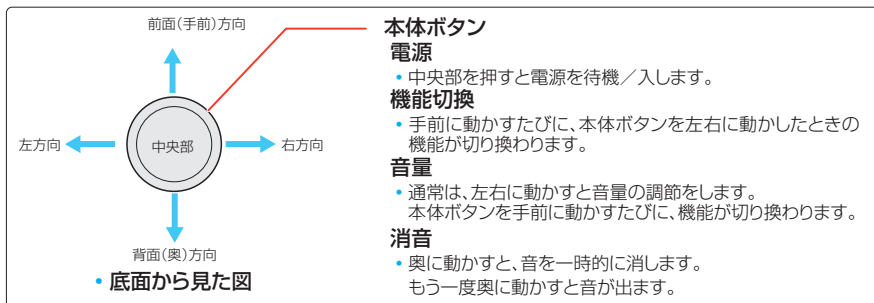 前面(手前)方向
左方向
中央部
右方向
背面(奥)方向
• 底面から見た図
本体ボタン
電源
• 中央部を押すと電源を待機／入します。
機能切換
• 手前に動かすたびに、本体ボタンを左右に動かしたときの
機能が切り換わります。
音量
• 通常は、左右に動かすと音量の調節をします。
本体ボタンを手前に動かすたびに、機能が切り換わります。
消音
• 奥に動かすと、音を一時的に消します。
もう一度奥に動かすと音が出ます。